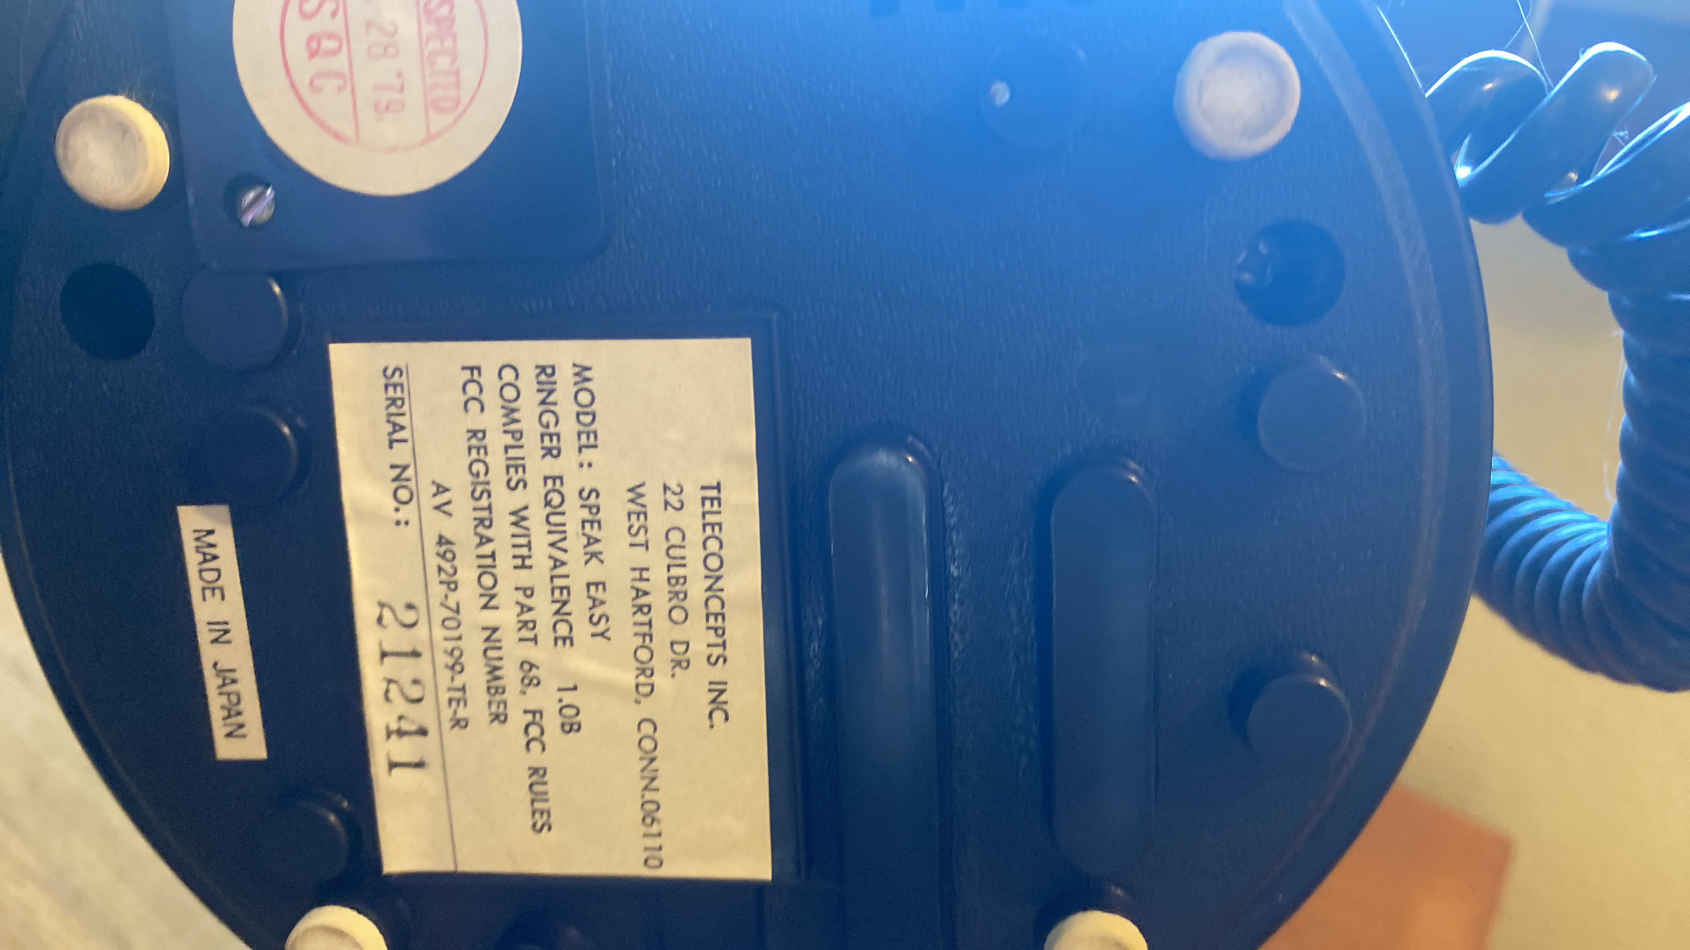 TELECONCEPTS INC.
22 CULBRO DR.
WEST HARTFORD, CONN.06110
MODEL: SPEAK EASY
RINGER EQUIVALENCE 1.0B
COMPLIES WITH PART 68, FCC RULES
FCC REGISTRATION NUMBER
AV 492P-70199-TE-R
SERIAL NO.: 21241
MADE IN JAPAN
SPECTED
28 '79.
SQC